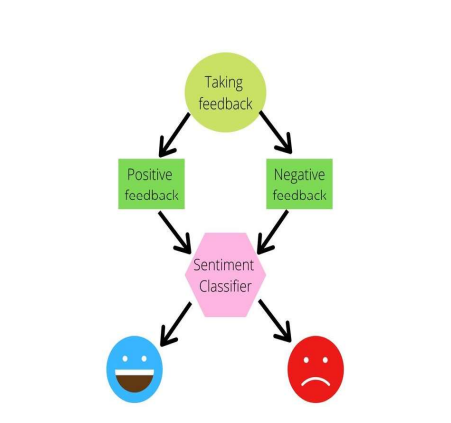 Taking
feedback
Positive
feedback
Negative
feedback
Sentiment
Classifier